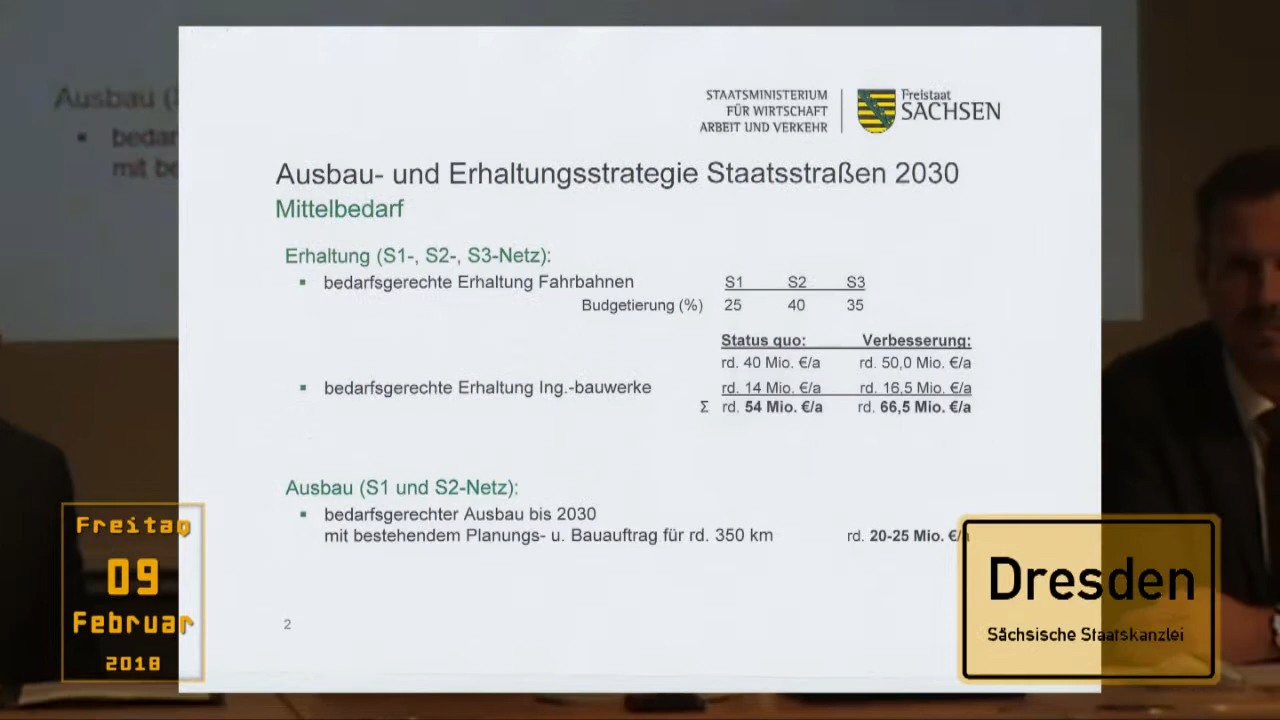 Ausbau (
bedar
mit be
STAATSMINISTERIUM
FÜR WIRTSCHAFT
ARBEIT UND VERKEHR
Freistaat
SACHSEN
Ausbau- und Erhaltungsstrategie Staatsstraßen 2030
Mittelbedarf
Erhaltung (S1-, S2-, S3-Netz):
▪ bedarfsgerechte Erhaltung Fahrbahnen S1 S2 S3
Budgetierung (%) 25 40 35
Status quo: Verbesserung:
rd. 40 Mio. €/a rd. 50,0 Mio. €/a
▪ bedarfsgerechte Erhaltung Ing.-bauwerke rd. 14 Mio. €/a rd. 16,5 Mio. €/a
Σ rd. 54 Mio. €/a rd. 66,5 Mio. €/a
Ausbau (S1 und S2-Netz):
▪ bedarfsgerechter Ausbau bis 2030
mit bestehendem Planungs- u. Bauauftrag für rd. 350 km rd. 20-25 Mio. €/
2
Freitag
09
Februar
2018
Dresden
Sächsische Staatskanzlei